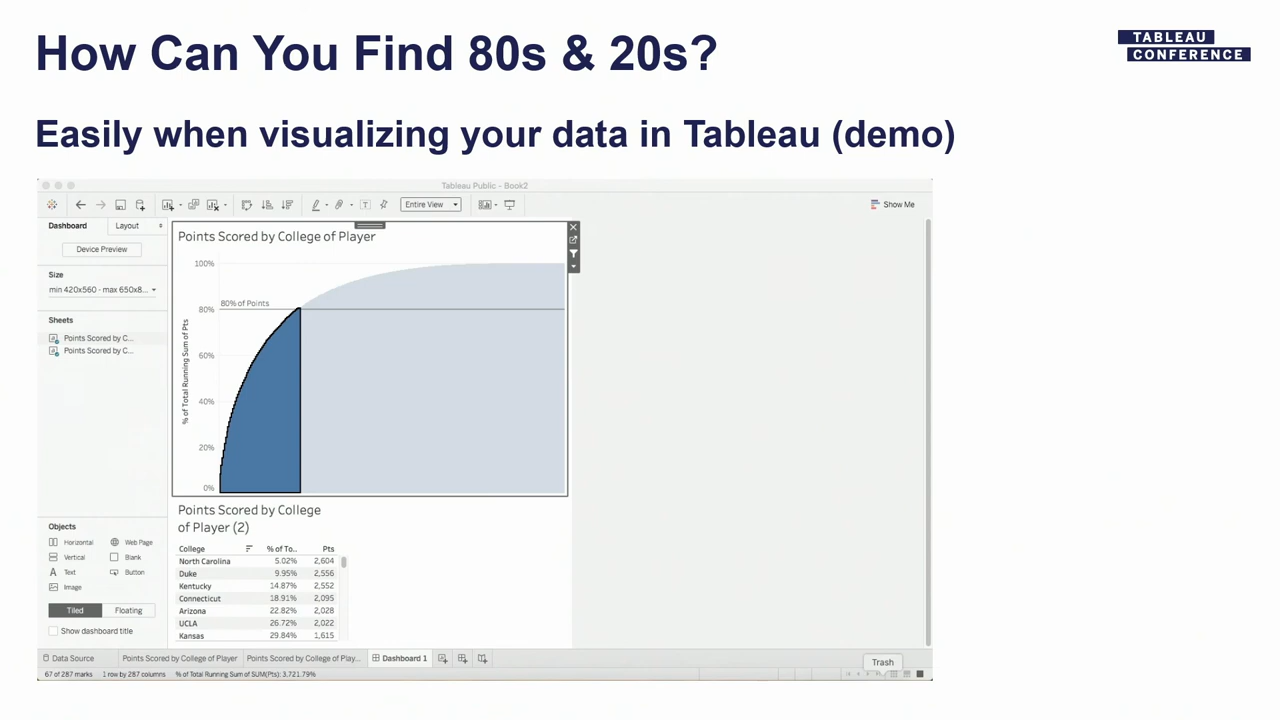 How Can You Find 80s & 20s?
TABLEAU
CONFERENCE
Easily when visualizing your data in Tableau (demo)
Tableau Public - Book2
Entire View
Show Me
Dashboard
Layout
Device Preview
Size
min 420x560 - max 650x8...
Sheets
Points Scored by C...
Points Scored by C...
Points Scored by College of Player
100%
80% of Points
80%
60%
40%
20%
0%
% of Total Running Sum of Pts
Objects
Horizontal
Web Page
Vertical
Blank
A Text
Button
Image
Tiled
Floating
Show dashboard title
Points Scored by College
of Player (2)
College % of To.. Pts
North Carolina 5.02% 2,604
Duke 9.95% 2,556
Kentucky 14.87% 2,552
Connecticut 18.91% 2,095
Arizona 22.82% 2,028
UCLA 26.72% 2,022
Kansas 29.84% 1,615
Data Source
Points Scored by College of Player
Points Scored by College of Play...
Dashboard 1
Trash
67 of 287 marks 1 row by 287 columns % of Total Running Sum of SUM(Pts): 3,721.79%